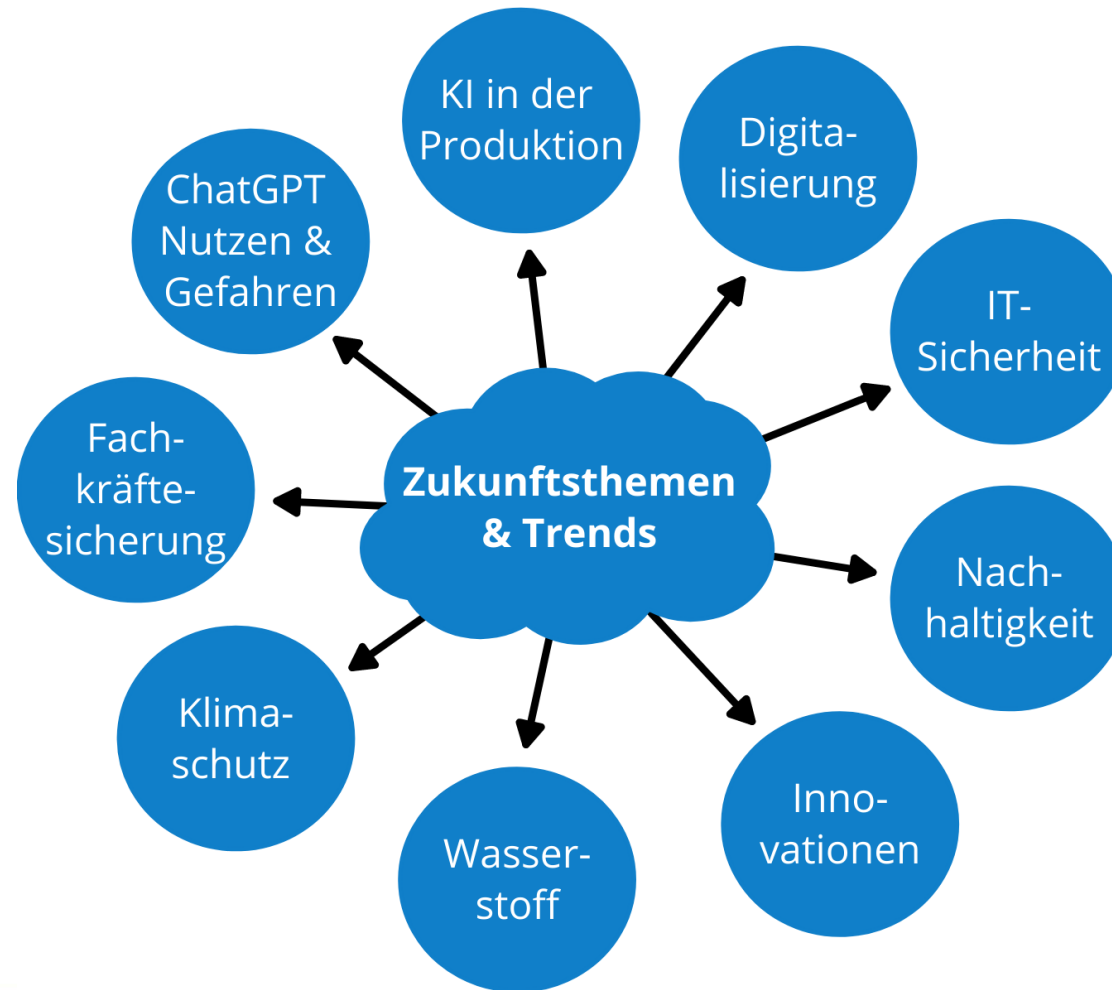 KI in der
Produktion
Digita-
lisierung
IT-
Sicherheit
Nach-
haltigkeit
Inno-
vationen
Wasser-
stoff
Klima-
schutz
Fach-
kräfte-
sicherung
ChatGPT
Nutzen &
Gefahren
Zukunftsthemen
& Trends